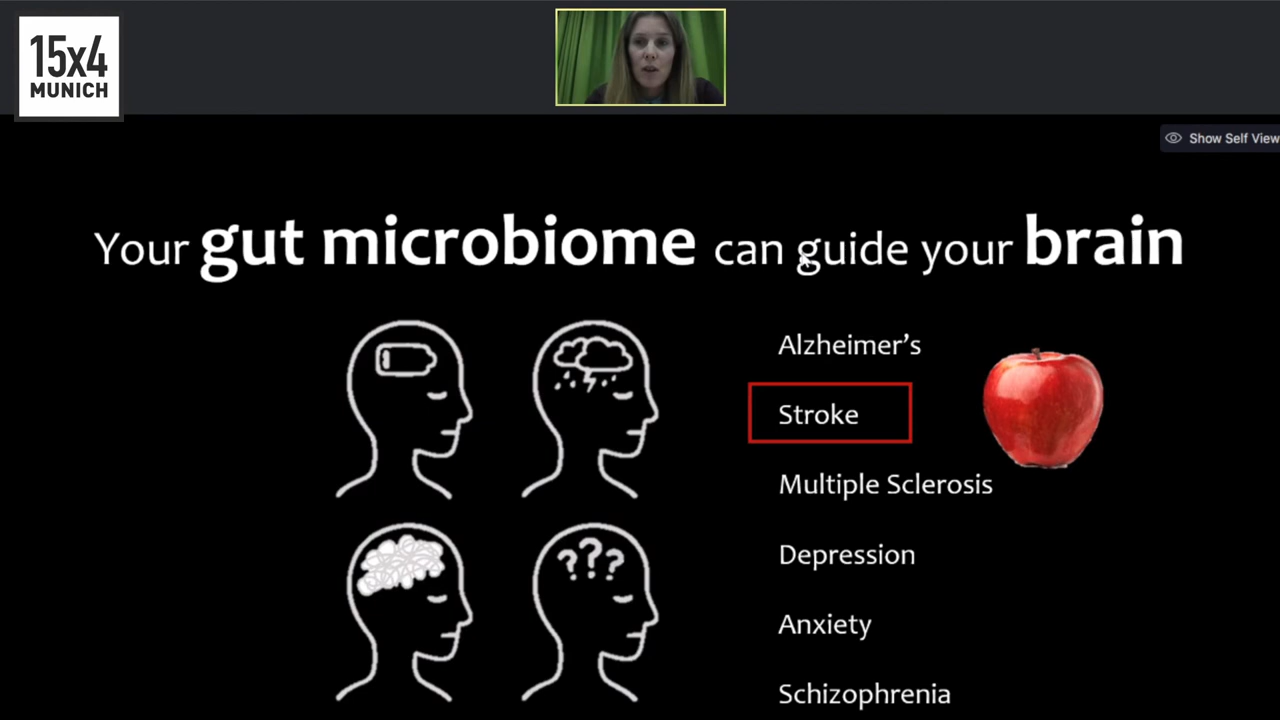 15x4
MUNICH
Show Self View
Your gut microbiome can guide your brain
Alzheimer's
Stroke
Multiple Sclerosis
Depression
Anxiety
Schizophrenia
???